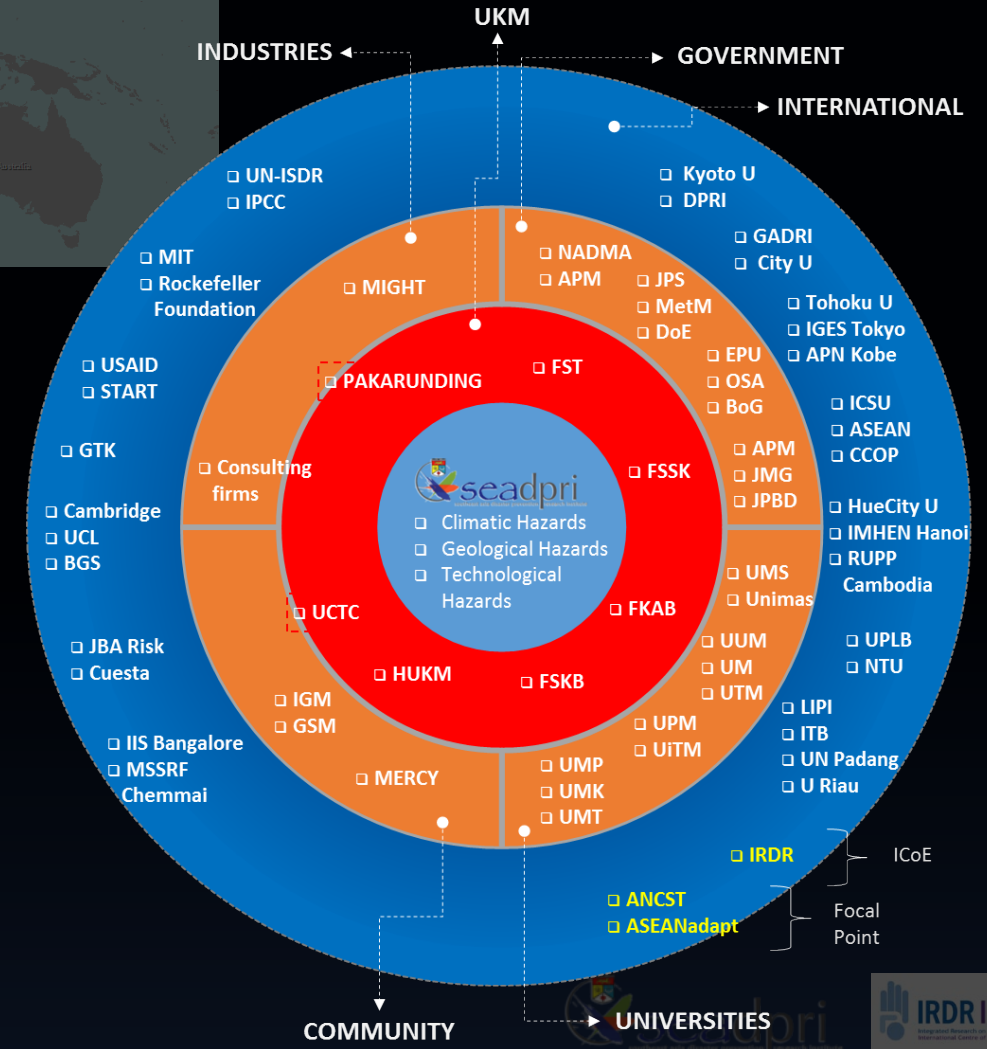 UKM
INDUSTRIES
GOVERNMENT
INTERNATIONAL
❑ UN-ISDR
❑ IPCC
❑ MIT
❑ Rockefeller
Foundation
❑ USAID
❑ START
❑ GTK
❑ Cambridge
❑ UCL
❑ BGS
❑ JBA Risk
❑ Cuesta
❑ IIS Bangalore
❑ MSSRF
Chemmai
❑ Kyoto U
❑ DPRI
❑ GADRI
❑ City U
❑ Tohoku U
❑ IGES Tokyo
❑ APN Kobe
❑ ICSU
❑ ASEAN
❑ CCOP
❑ HueCity U
❑ IMHEN Hanoi
❑ RUPP
Cambodia
❑ UPLB
❑ NTU
❑ LIPI
❑ ITB
❑ UN Padang
❑ U Riau
❑ IRDR
ICoE
❑ ANCST
❑ ASEANadapt
Focal
Point
❑ MIGHT
❑ Consulting
firms
❑ NADMA
❑ APM
❑ JPS
❑ MetM
❑ DoE
❑ EPU
❑ OSA
❑ BoG
❑ APM
❑ JMG
❑ JPBD
❑ UMS
❑ Unimas
❑ UUM
❑ UM
❑ UTM
❑ UPM
❑ UiTM
❑ UMP
❑ UMK
❑ UMT
❑ IGM
❑ GSM
❑ MERCY
❑ PAKARUNDING
❑ FST
❑ FSSK
❑ FKAB
❑ FSKB
❑ HUKM
❑ UCTC
seadpri
❑ Climatic Hazards
❑ Geological Hazards
❑ Technological
Hazards
COMMUNITY
UNIVERSITIES
seadpri
IRDR